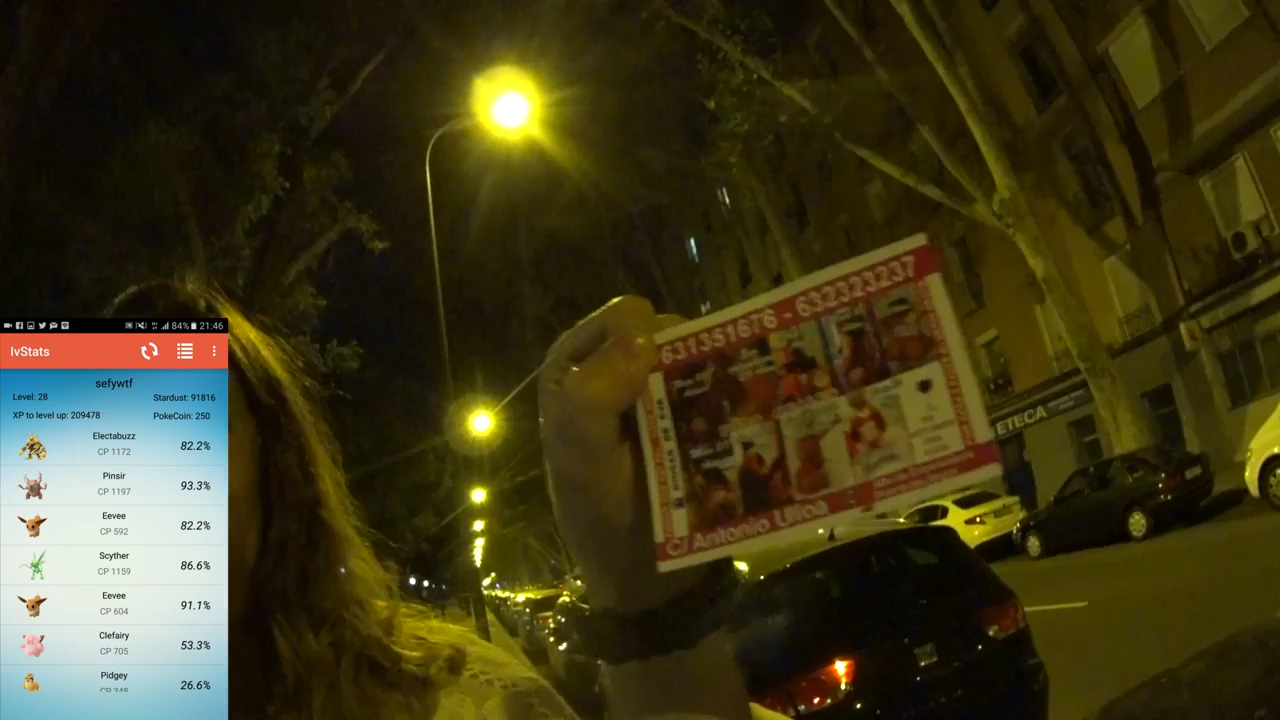 84% 21:46
IvStats
sefywtf
Level: 28
Stardust: 91816
XP to level up: 209478
PokeCoin: 250
Electabuzz
CP 1172
82.2%
Pinsir
CP 1197
93.3%
Eevee
CP 592
82.2%
Scyther
CP 1159
86.6%
Eevee
CP 604
91.1%
Clefairy
CP 705
53.3%
Pidgey
CP 348
26.6%
631351676 - 632323237
C/ Antonio Ulloa
ETECA